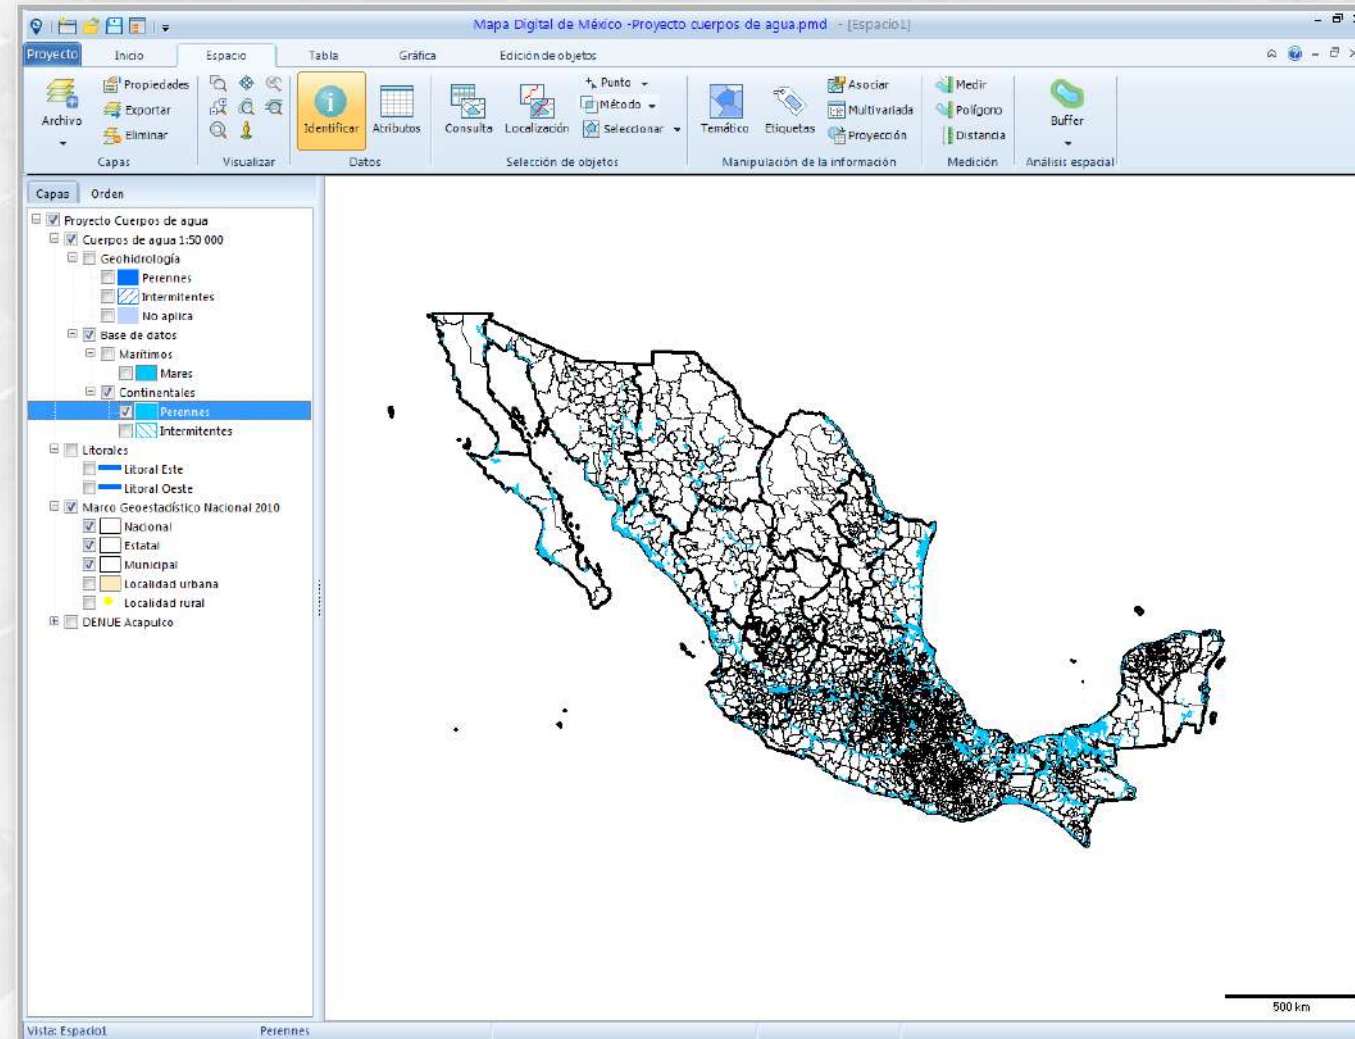 Mapa Digital de México -Proyecto cuerpos de agua.pmd - [Espacio1]
Proyecto Inicio Espacio Tabla Gráfica Edición de objetos
Archivo
Propiedades
Exportar
Eliminar
Capas
Visualizar
Identificar Atributos
Datos
Consulta Localización
Punto
Método
Seleccionar
Selección de objetos
Temático Etiquetas
Asociar
Multivariada
Proyección
Manipulación de la información
Medir
Polígono
Distancia
Medición
Buffer
Análisis espacial
Capas Orden
Proyecto Cuerpos de agua
Cuerpos de agua 1:50 000
Geohidrología
Perennes
Intermitentes
No aplica
Base de datos
Marítimos
Mares
Continentales
Perennes
Intermitentes
Litorales
Litoral Este
Litoral Oeste
Marco Geoestadístico Nacional 2010
Nacional
Estatal
Municipal
Localidad urbana
Localidad rural
DENUE Acapulco
500 km
Vista: Espacio1 Perennes